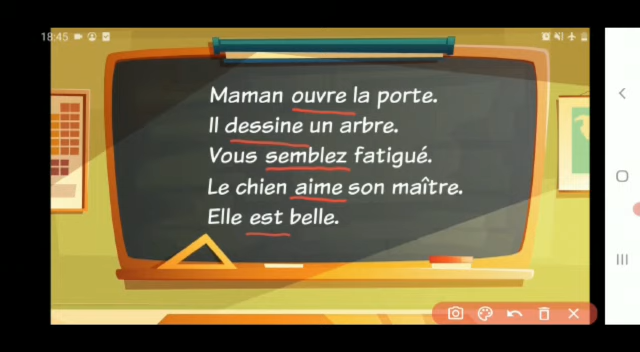 18:45
Maman ouvre la porte.
Il dessine un arbre.
Vous semblez fatigué.
Le chien aime son maître.
Elle est belle.